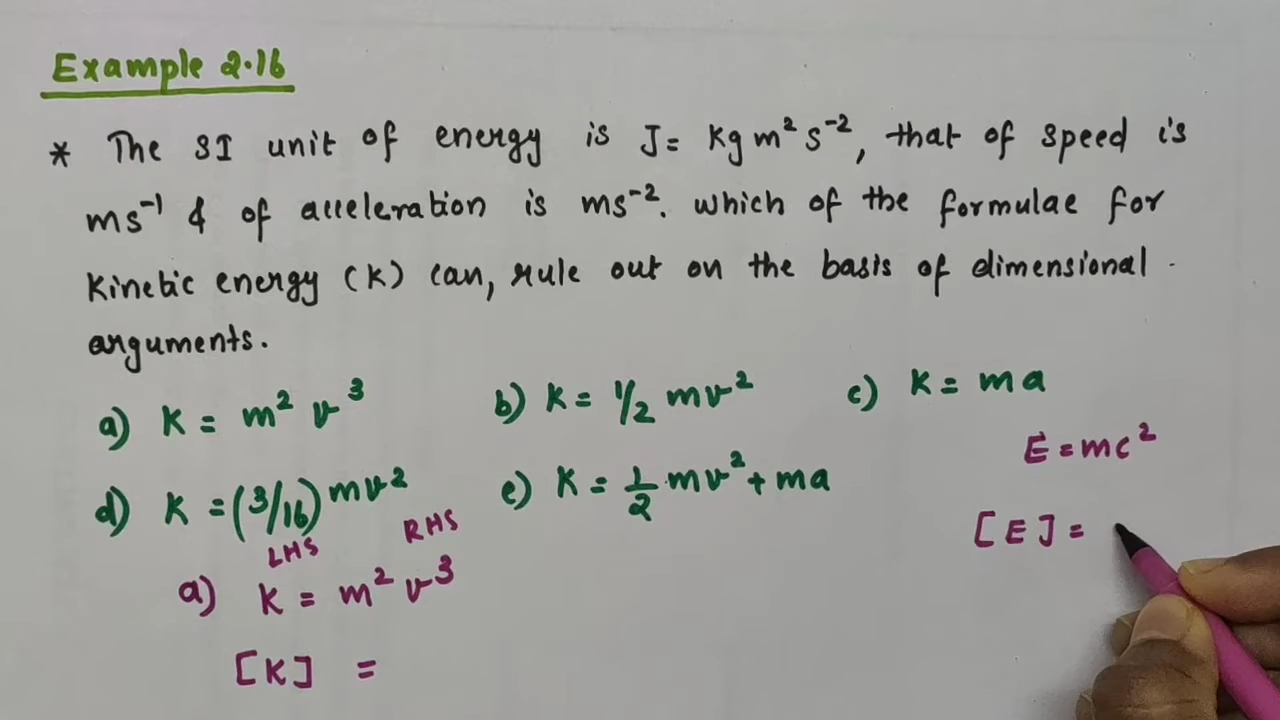 Example 2.16
* The SI unit of energy is J= Kg m² s⁻², that of speed is
ms⁻¹ & of acceleration is ms⁻². which of the formulae for
Kinetic energy (K) can, rule out on the basis of dimensional
arguments.
a) K = m² v³ b) K = 1/2 mv² c) K = ma
E = mc²
d) K = (3/16) mv² e) K = 1/2 mv² + ma
LHS RHS
[E] =
a) K = m² v³
[K] =